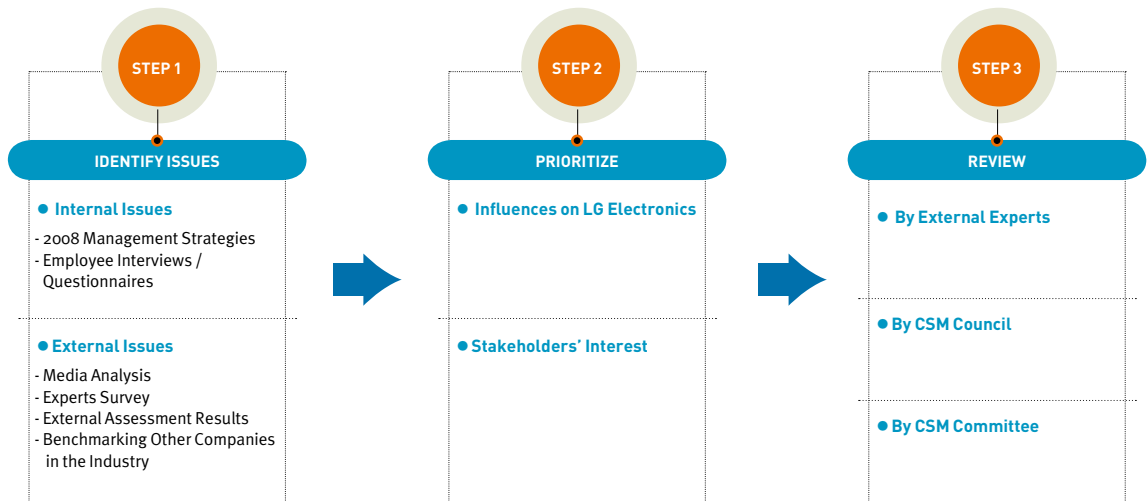 STEP 1
IDENTIFY ISSUES
● Internal Issues
- 2008 Management Strategies
- Employee Interviews /
Questionnaires
● External Issues
- Media Analysis
- Experts Survey
- External Assessment Results
- Benchmarking Other Companies
in the Industry
STEP 2
PRIORITIZE
● Influences on LG Electronics
● Stakeholders’ Interest
STEP 3
REVIEW
● By External Experts
● By CSM Council
● By CSM Committee